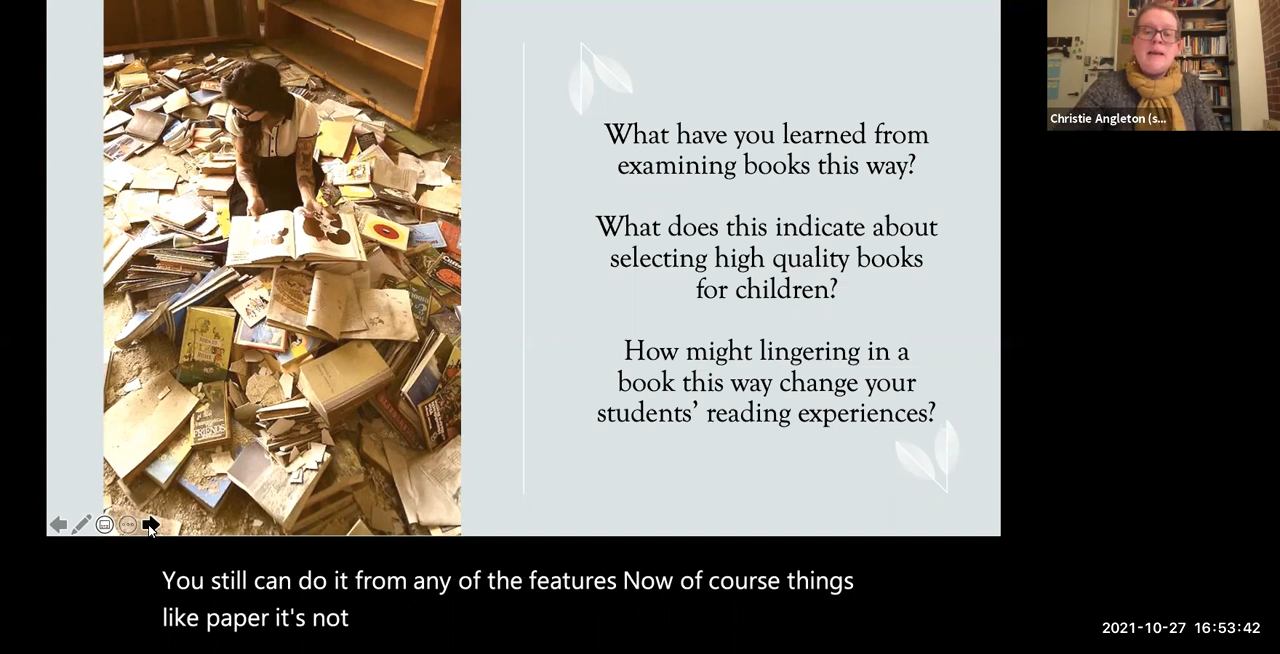 What have you learned from
examining books this way?
What does this indicate about
selecting high quality books
for children?
How might lingering in a
book this way change your
students’ reading experiences?
Christie Angleton (s...
FRIENDS
You still can do it from any of the features Now of course things
like paper it's not
2021-10-27 16:53:42